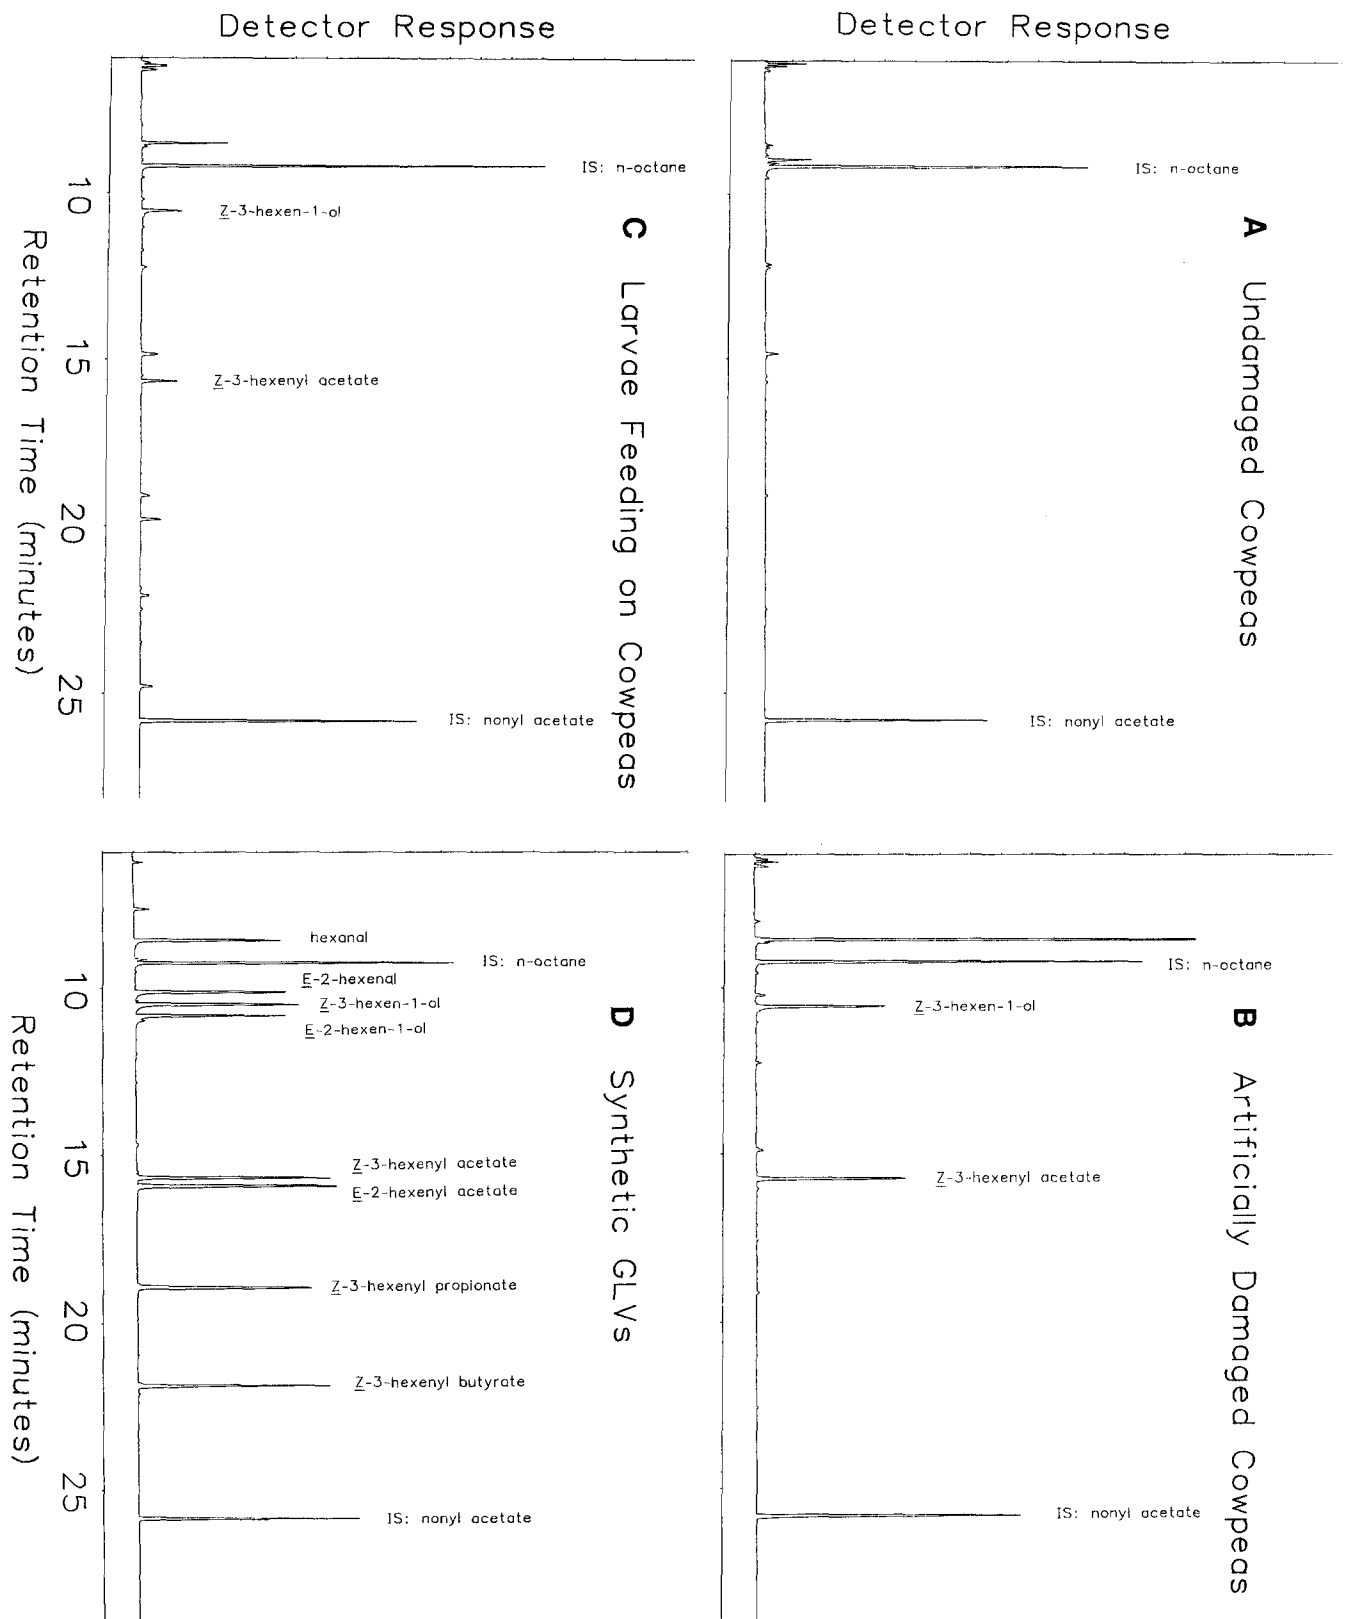 Detector Response
A Undamaged Cowpeas
IS: n-octane
IS: nonyl acetate
B Artificially Damaged Cowpeas
IS: n-octane
Z-3-hexen-1-ol
Z-3-hexenyl acetate
IS: nonyl acetate
Detector Response
C Larvae Feeding on Cowpeas
IS: n-octane
Z-3-hexen-1-ol
Z-3-hexenyl acetate
IS: nonyl acetate
10
15
20
25
Retention Time (minutes)
D Synthetic GLVs
hexanal
IS: n-octane
E-2-hexenal
Z-3-hexen-1-ol
E-2-hexen-1-ol
Z-3-hexenyl acetate
E-2-hexenyl acetate
Z-3-hexenyl propionate
Z-3-hexenyl butyrate
IS: nonyl acetate
10
15
20
25
Retention Time (minutes)